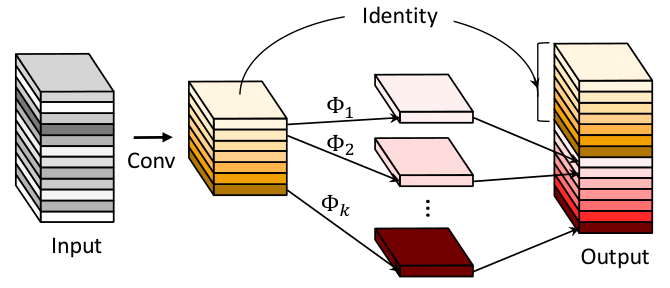 Identity
Φ1
Conv
Φ2
Φk
Input
Output